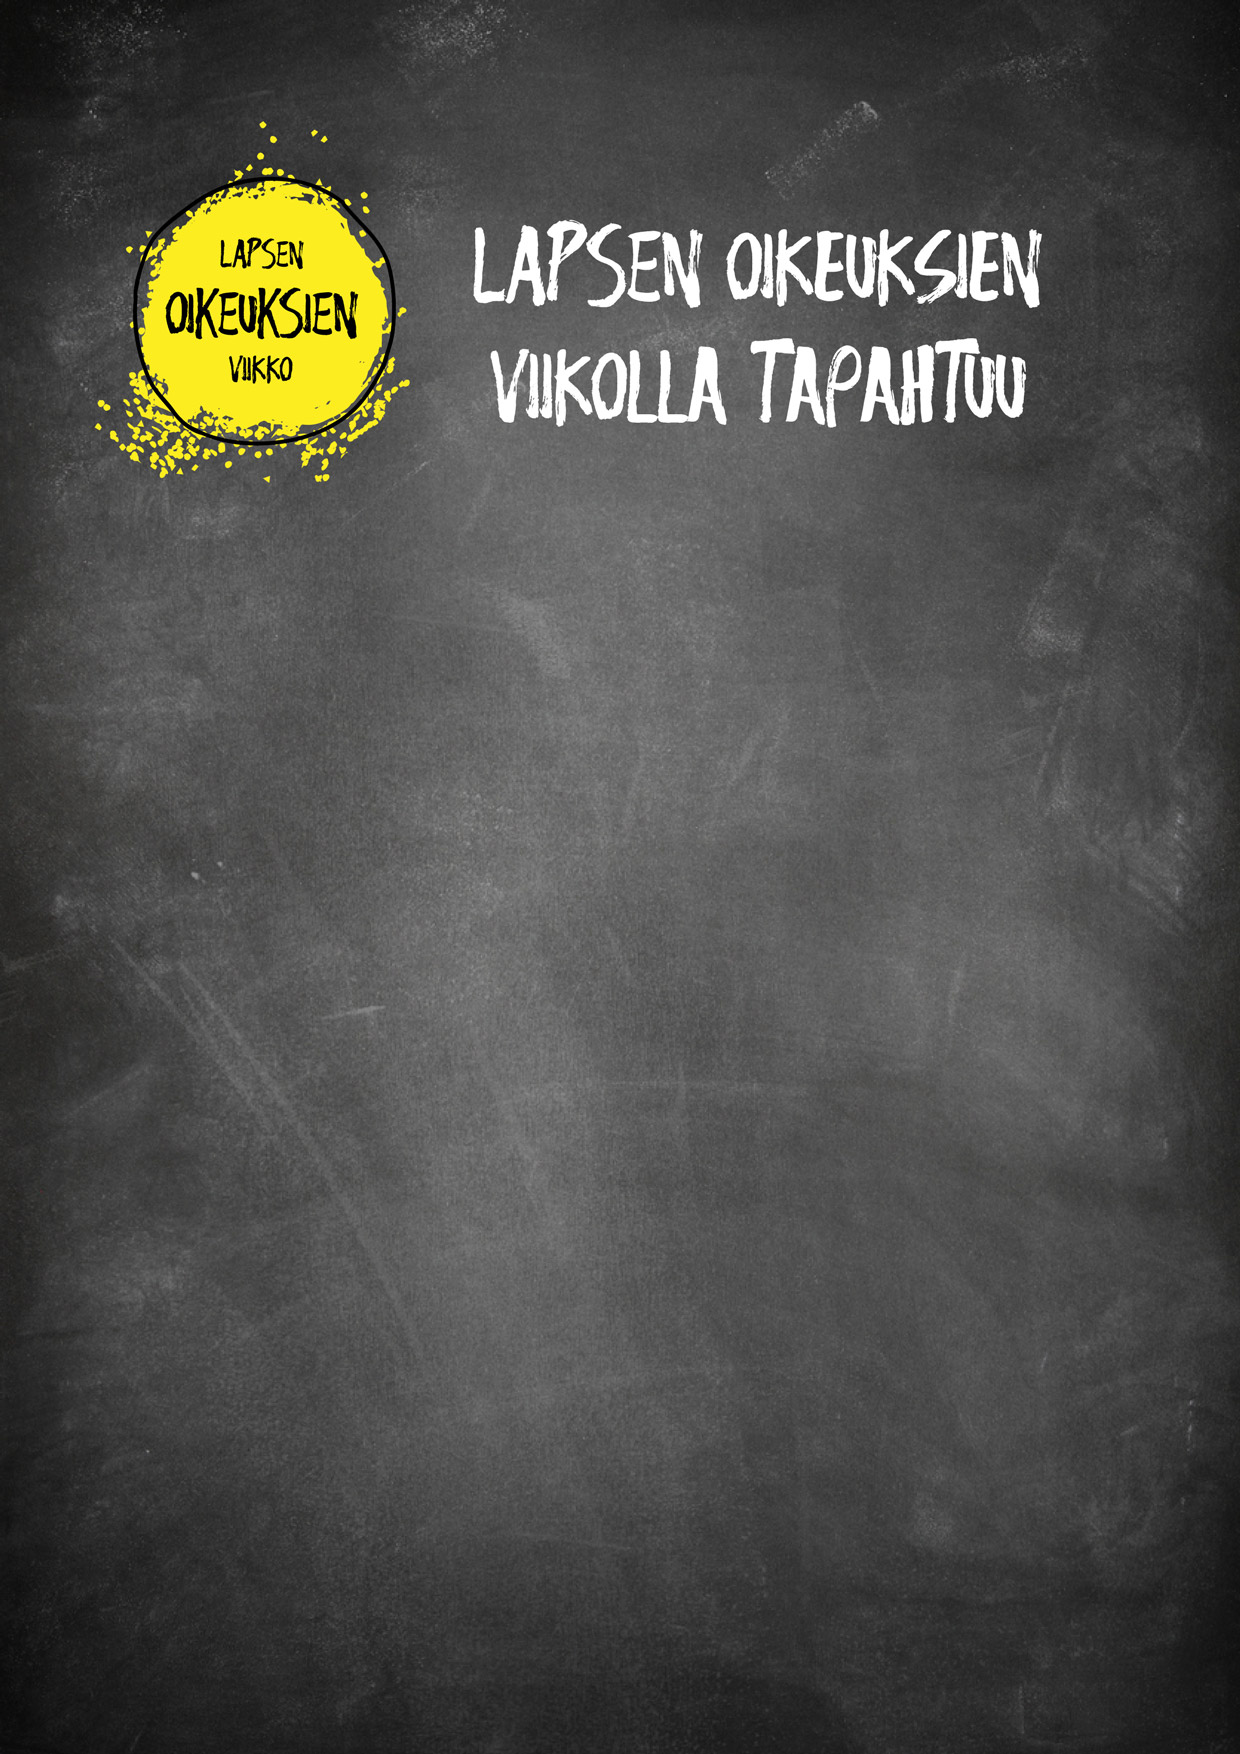 LAPSEN
OIKEUKSIEN
VIIKKO
LAPSEN OIKEUKSIEN
VIIKOLLA TAPAHTUU